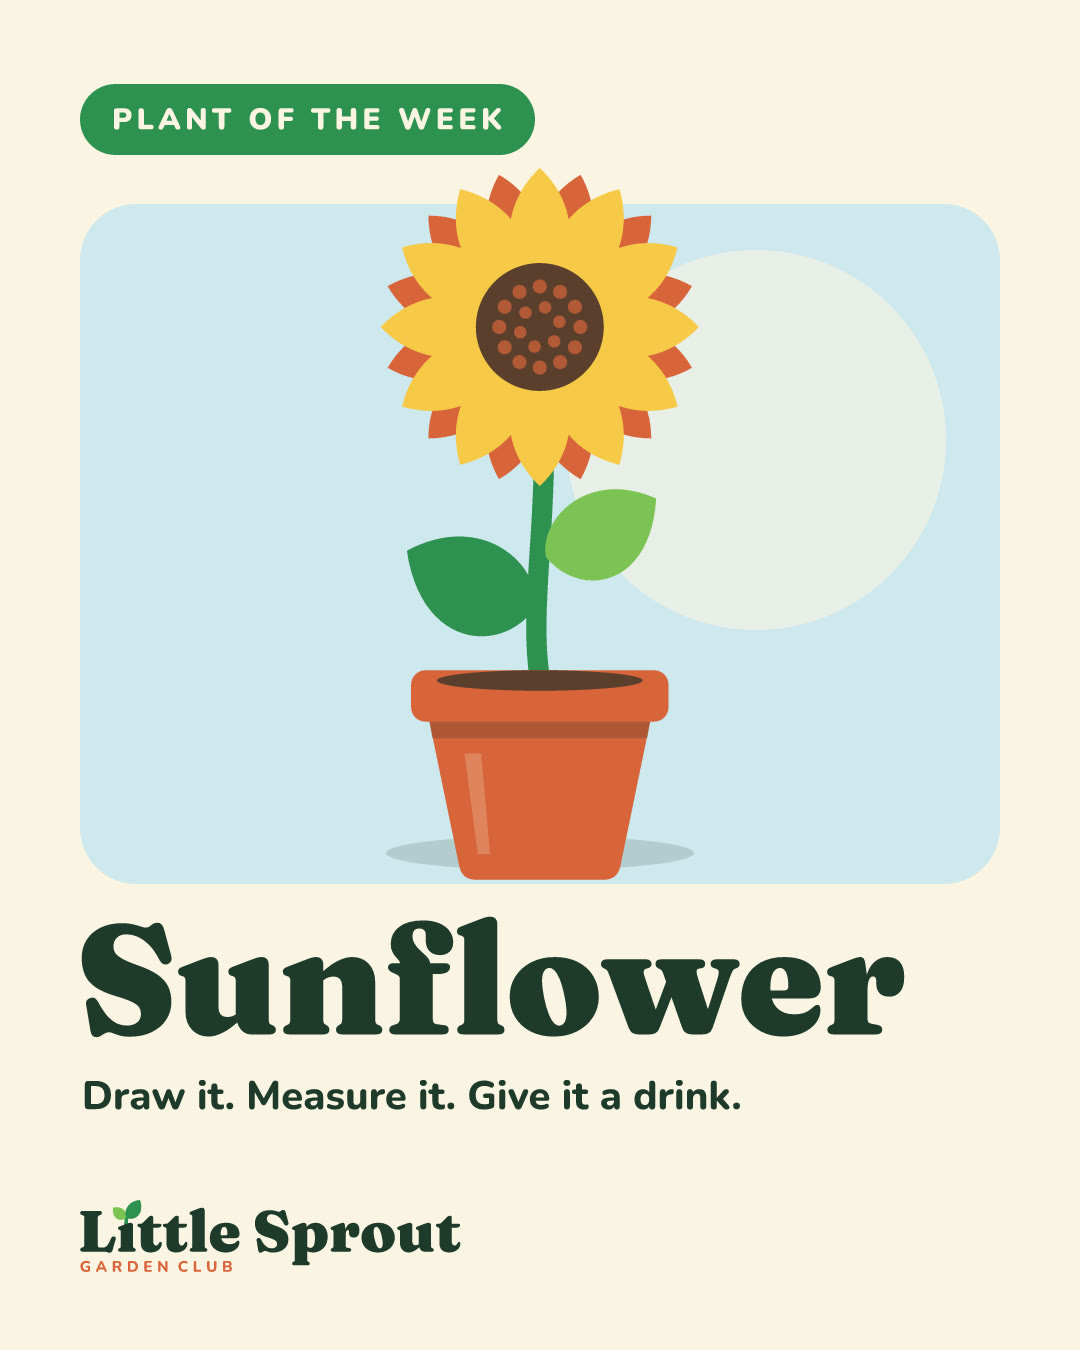 PLANT OF THE WEEK
Sunflower
Draw it. Measure it. Give it a drink.
Little Sprout
GARDEN CLUB